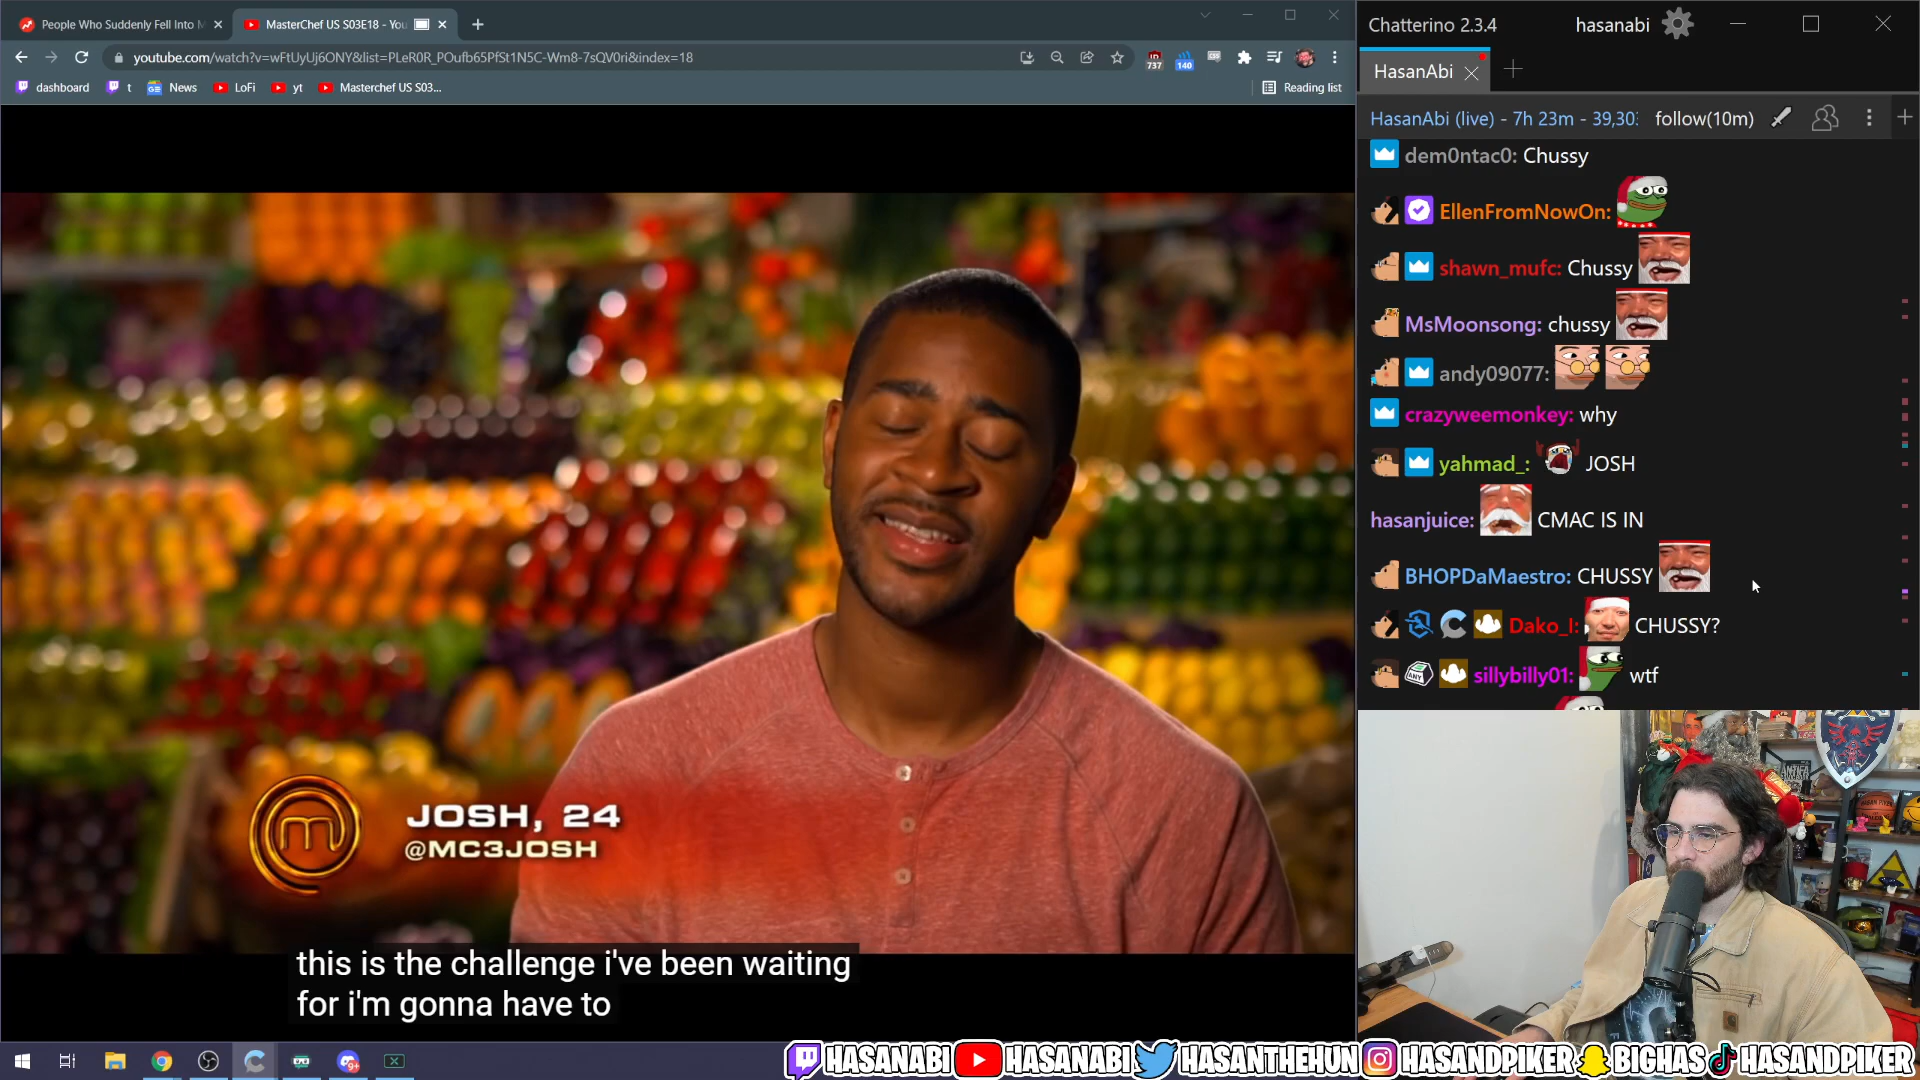 People Who Suddenly Fell Into M
MasterChef US S03E18 - You
youtube.com/watch?v=wFtUyUj6ONY&list=PLeR0R_POufb65PfSt1N5C-Wm8-7sQV0ri&index=18
737
140
dashboard
t
News
LoFi
yt
Masterchef US S03...
Reading list
JOSH, 24
@MC3JOSH
this is the challenge i've been waiting
for i'm gonna have to
Chatterino 2.3.4
hasanabi
HasanAbi
HasanAbi (live) - 7h 23m - 39,303
follow(10m)
dem0ntac0: Chussy
EllenFromNowOn:
shawn_mufc: Chussy
MsMoonsong: chussy
andy09077:
crazyweemonkey: why
yahmad_: JOSH
hasanjuice: CMAC IS IN
BHOPDaMaestro: CHUSSY
Dako_I: CHUSSY?
sillybilly01: wtf
HASANABI
HASANABI
HASANTHEHUN
HASANDPIKER
BIGHAS
HASANDPIKER